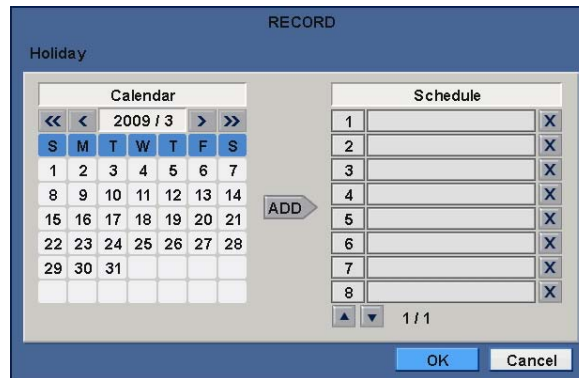 RECORD
Holiday
Calendar
« < 2009 / 3 > »
S M T W T F S
1 2 3 4 5 6 7
8 9 10 11 12 13 14
15 16 17 18 19 20 21
22 23 24 25 26 27 28
29 30 31
ADD
Schedule
1 X
2 X
3 X
4 X
5 X
6 X
7 X
8 X
▲ ▼ 1 / 1
OK Cancel